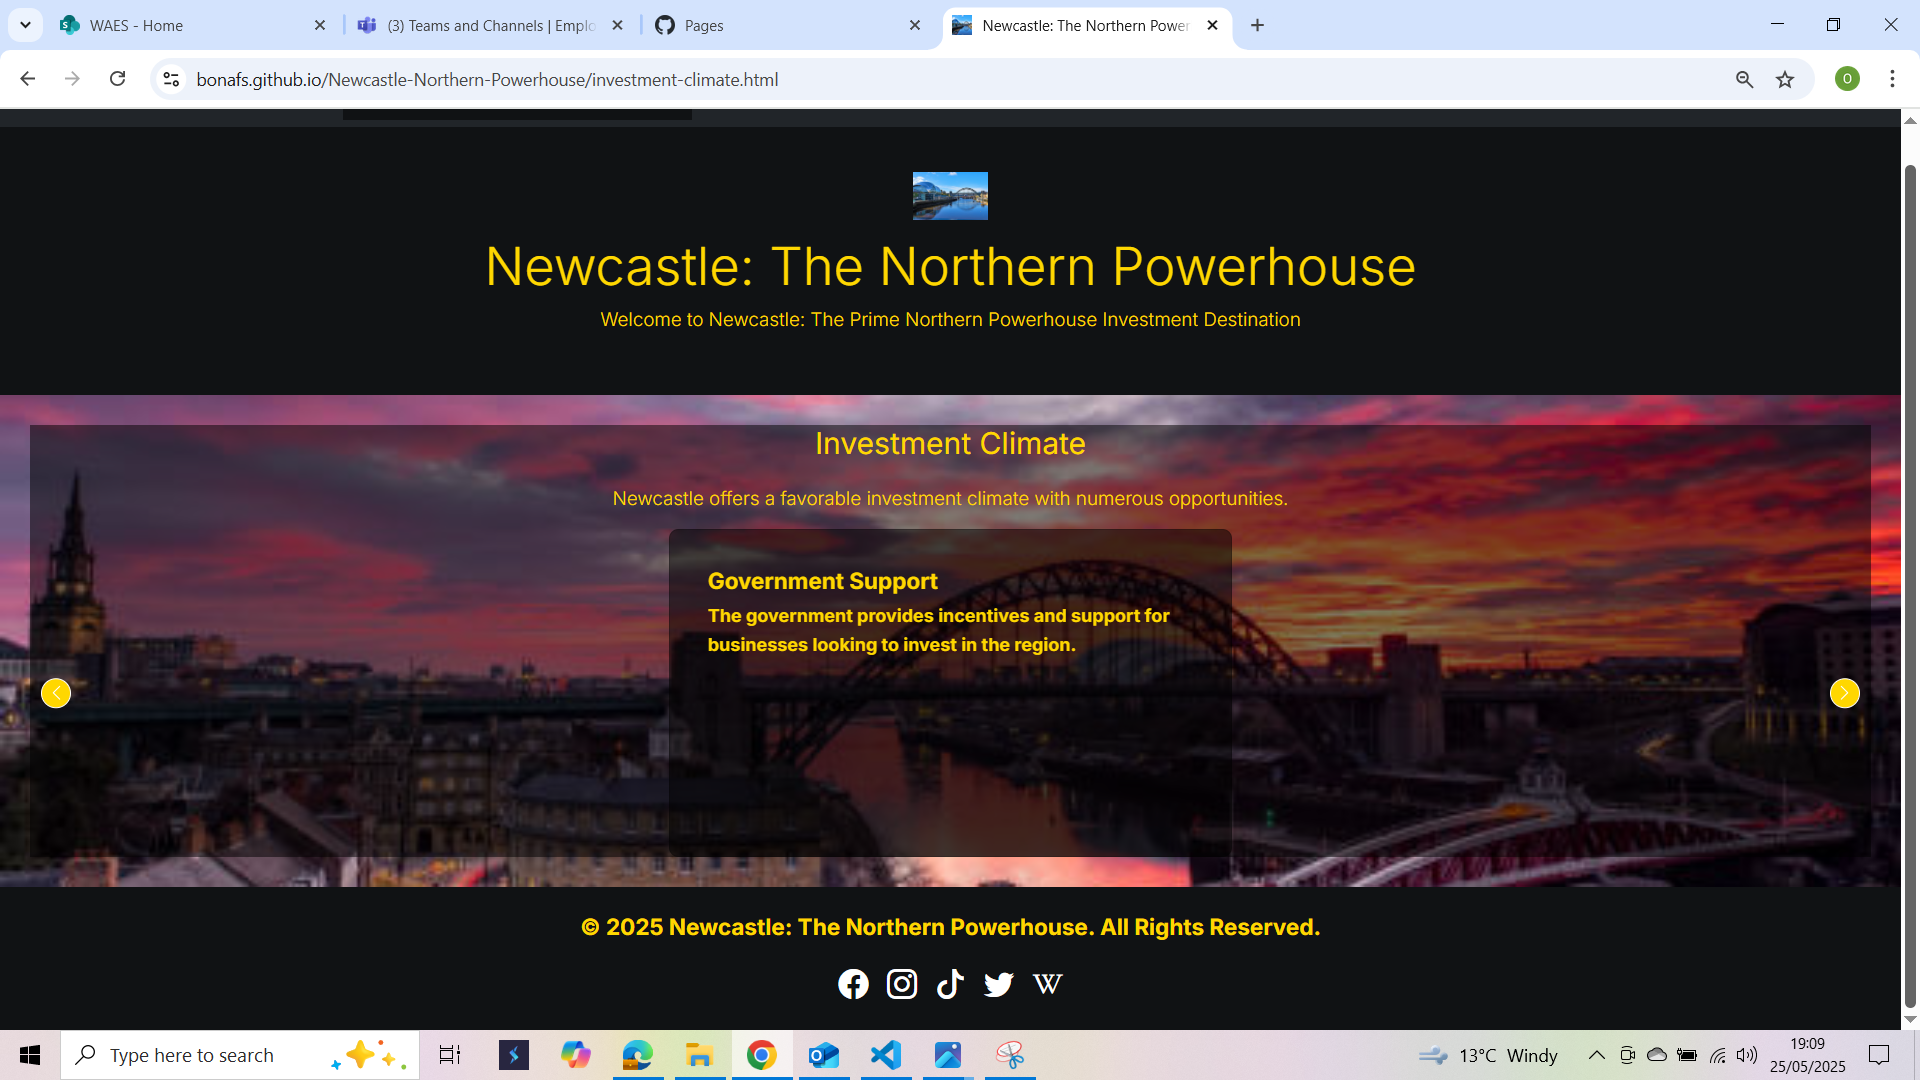 WAES - Home
(3) Teams and Channels | Emplo
Pages
Newcastle: The Northern Power
bonafs.github.io/Newcastle-Northern-Powerhouse/investment-climate.html
O
Newcastle: The Northern Powerhouse
Welcome to Newcastle: The Prime Northern Powerhouse Investment Destination
Investment Climate
Newcastle offers a favorable investment climate with numerous opportunities.
Government Support
The government provides incentives and support for
businesses looking to invest in the region.
© 2025 Newcastle: The Northern Powerhouse. All Rights Reserved.
W
Type here to search
13°C Windy
19:09
25/05/2025